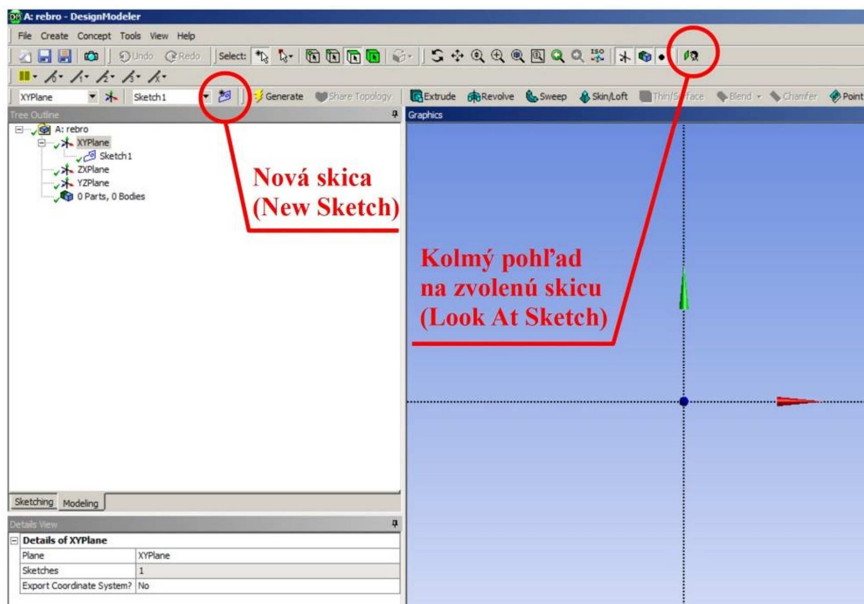 A: rebro - DesignModeler
File Create Concept Tools View Help
Undo Redo Select: ISO
XYPlane Sketch1 Generate Share Topology Extrude Revolve Sweep Skin/Loft Thin/Surface Blend Chamfer Point
Tree Outline
Graphics
A: rebro
XYPlane
Sketch1
ZXPlane
YZPlane
0 Parts, 0 Bodies
Nová skica
(New Sketch)
Kolmý pohľad
na zvolenú skicu
(Look At Sketch)
Sketching Modeling
Details View
Details of XYPlane
Plane XYPlane
Sketches 1
Export Coordinate System? No